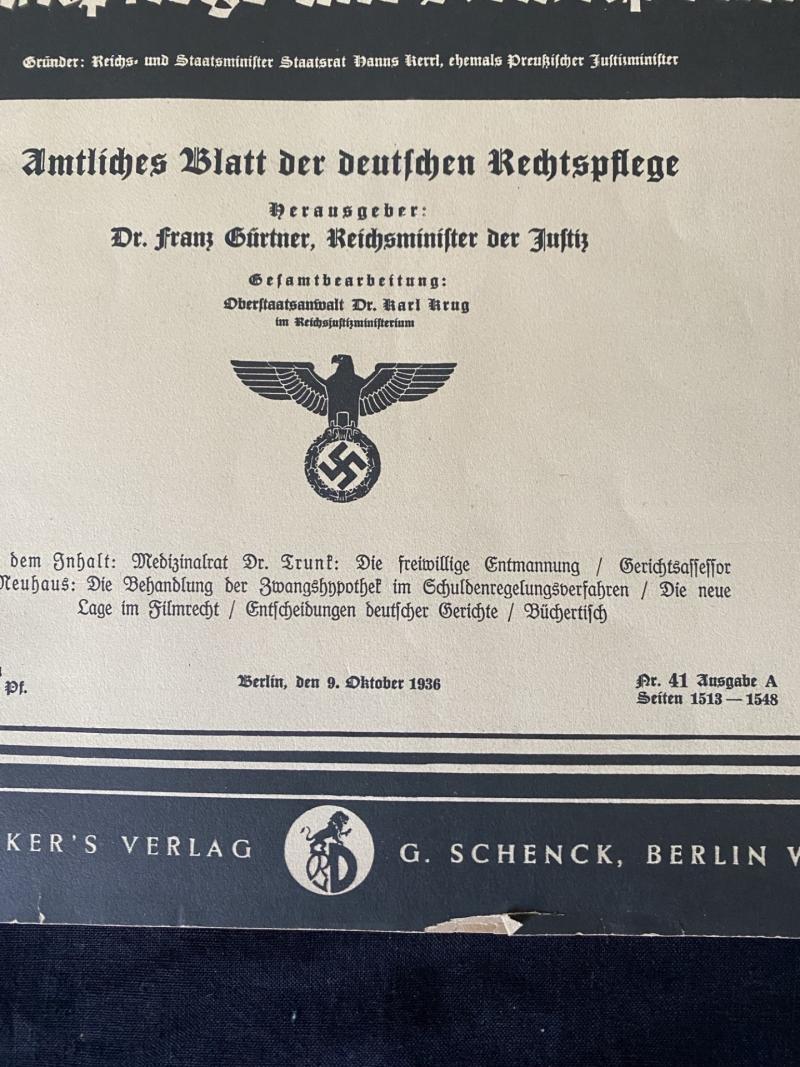 Gründer: Reichs- und Staatsminister Staatsrat Hanns Kerrl, ehemals Preußischer Justizminister
Amtliches Blatt der deutschen Rechtspflege
Herausgeber:
Dr. Franz Gürtner, Reichsminister der Justiz
Gesamtbearbeitung:
Oberstaatsanwalt Dr. Karl Krug
im Reichsjustizministerium
dem Inhalt: Medizinalrat Dr. Trunk: Die freiwillige Entmannung / Gerichtsassessor
Neuhaus: Die Behandlung der Zwangshypothek im Schuldenregelungsverfahren / Die neue
Lage im Filmrecht / Entscheidungen deutscher Gerichte / Büchertisch
Pf.
Berlin, den 9. Oktober 1936
Nr. 41 Ausgabe A
Seiten 1513 — 1548
KER'S VERLAG
G. SCHENCK, BERLIN W